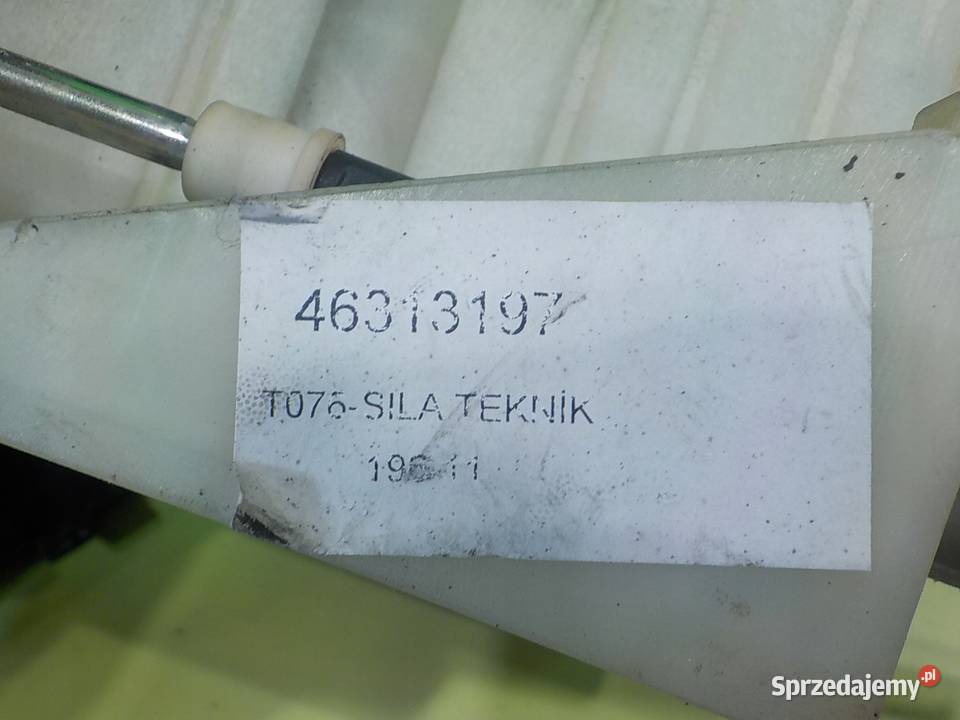 46313197
T076-SILA TEKNİK
Sprzedajemy.pl